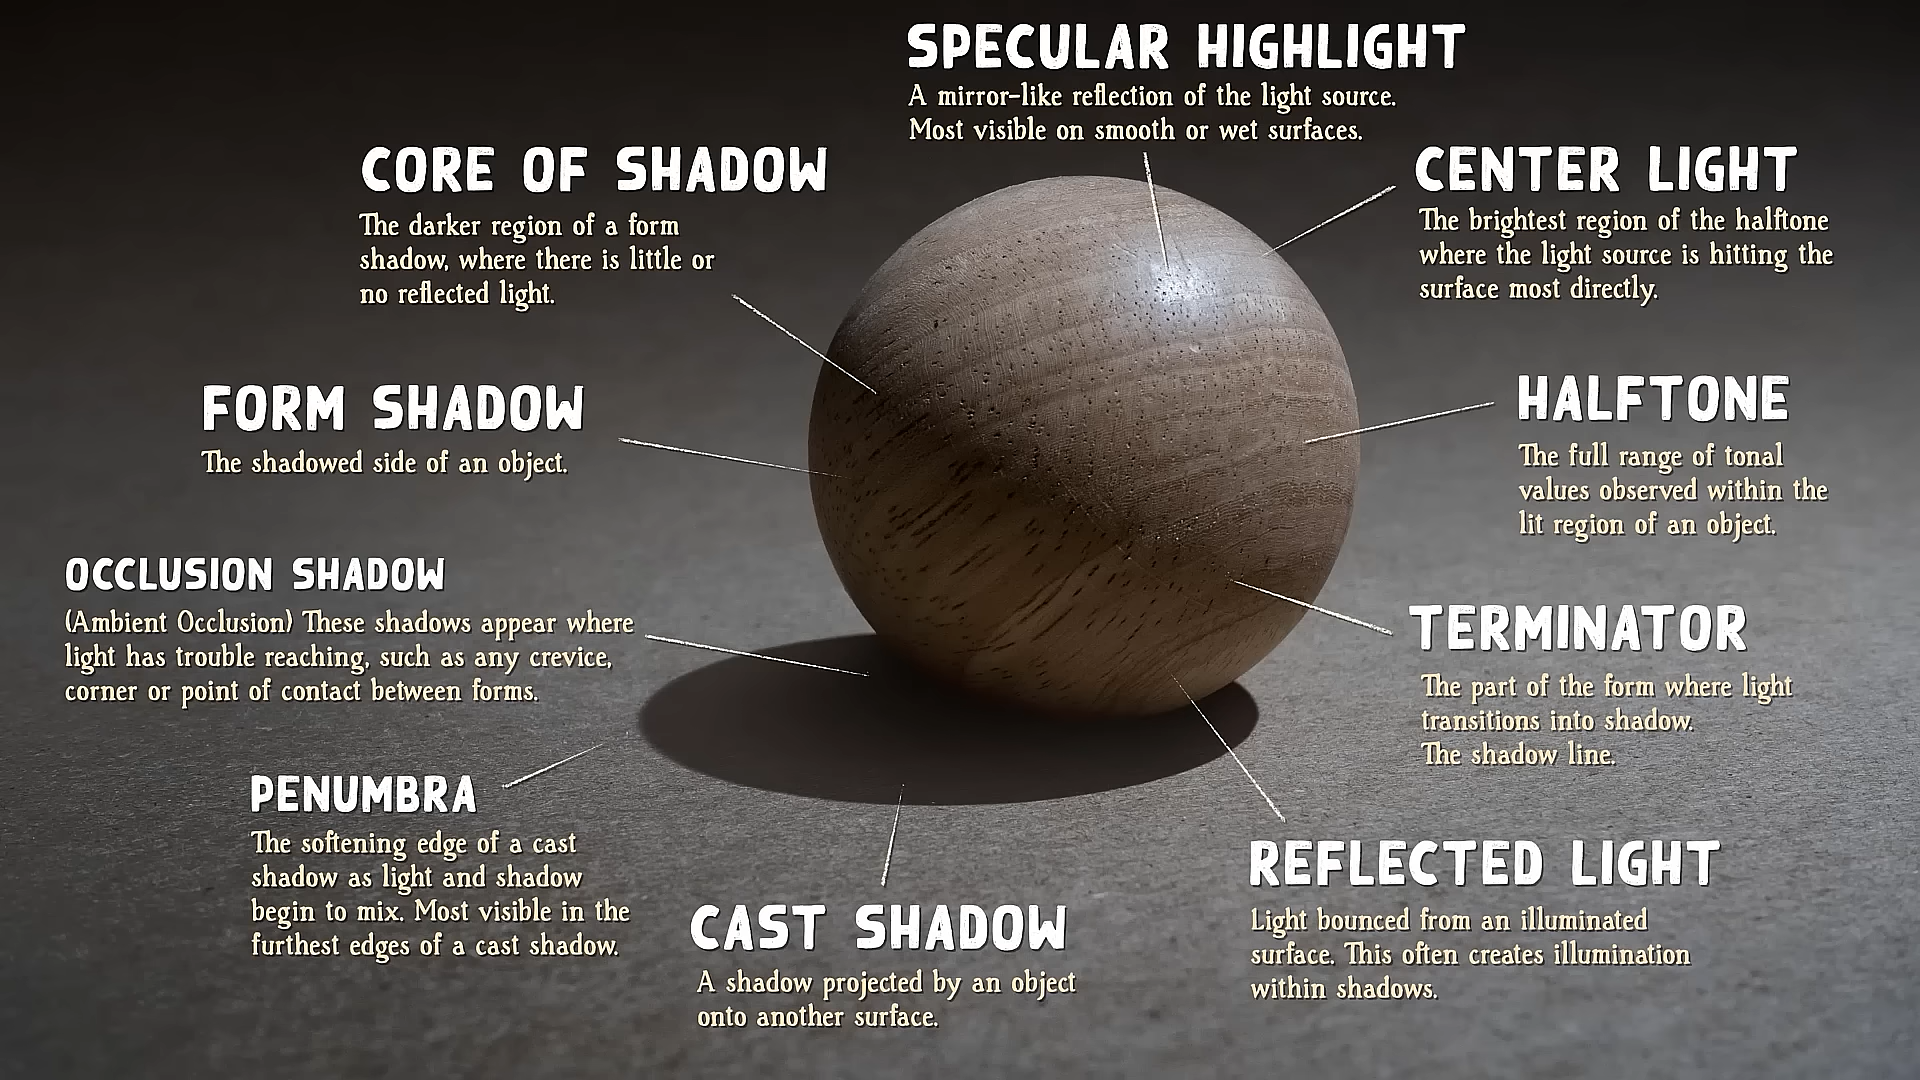 SPECULAR HIGHLIGHT
A mirror-like reflection of the light source.
Most visible on smooth or wet surfaces.
CORE OF SHADOW
The darker region of a form
shadow, where there is little or
no reflected light.
CENTER LIGHT
The brightest region of the halftone
where the light source is hitting the
surface most directly.
FORM SHADOW
The shadowed side of an object.
HALFTONE
The full range of tonal
values observed within the
lit region of an object.
OCCLUSION SHADOW
(Ambient Occlusion) These shadows appear where
light has trouble reaching, such as any crevice,
corner or point of contact between forms.
TERMINATOR
The part of the form where light
transitions into shadow.
The shadow line.
PENUMBRA
The softening edge of a cast
shadow as light and shadow
begin to mix. Most visible in the
furthest edges of a cast shadow.
CAST SHADOW
A shadow projected by an object
onto another surface.
REFLECTED LIGHT
Light bounced from an illuminated
surface. This often creates illumination
within shadows.